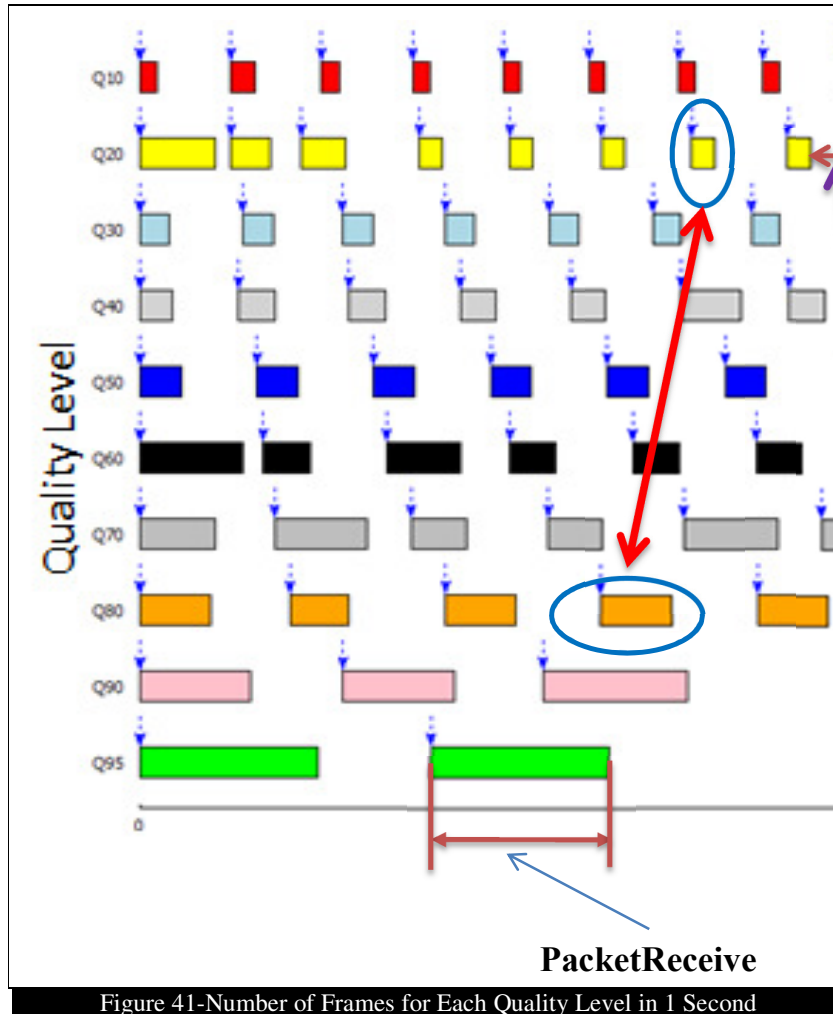 Quality Level
Q10
Q20
Q30
Q40
Q50
Q60
Q70
Q80
Q90
Q95
0
PacketReceive
Figure 41-Number of Frames for Each Quality Level in 1 Second